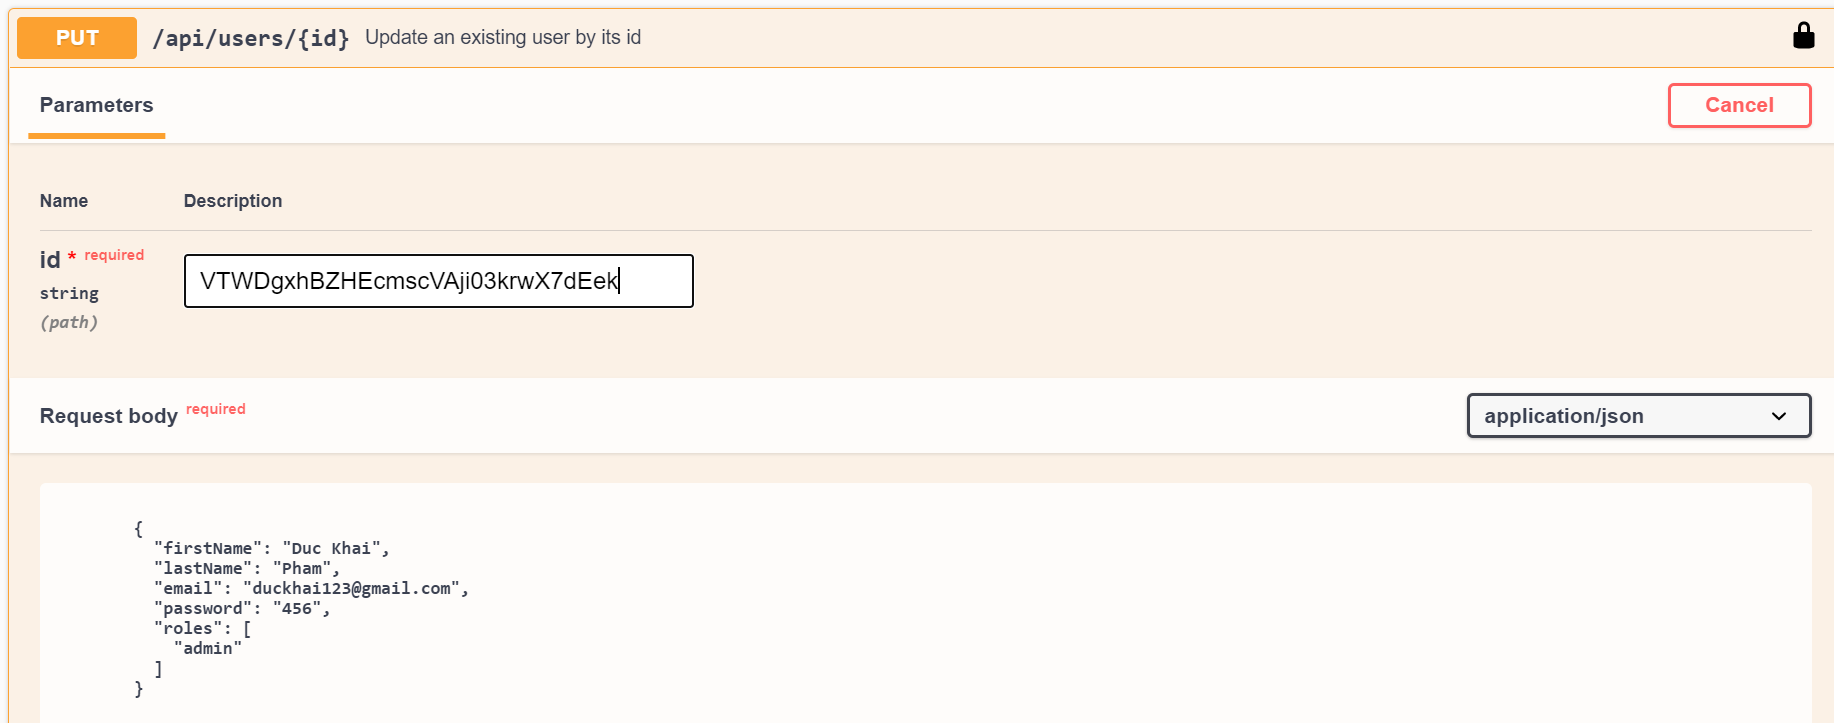 PUT /api/users/{id} Update an existing user by its id
Parameters Cancel
Name Description
id * required
string
(path)
VTWDgxhBZHEcmscVAji03krwX7dEek
Request body required application/json
{
  "firstName": "Duc Khai",
  "lastName": "Pham",
  "email": "duckhai123@gmail.com",
  "password": "456",
  "roles": [
    "admin"
  ]
}